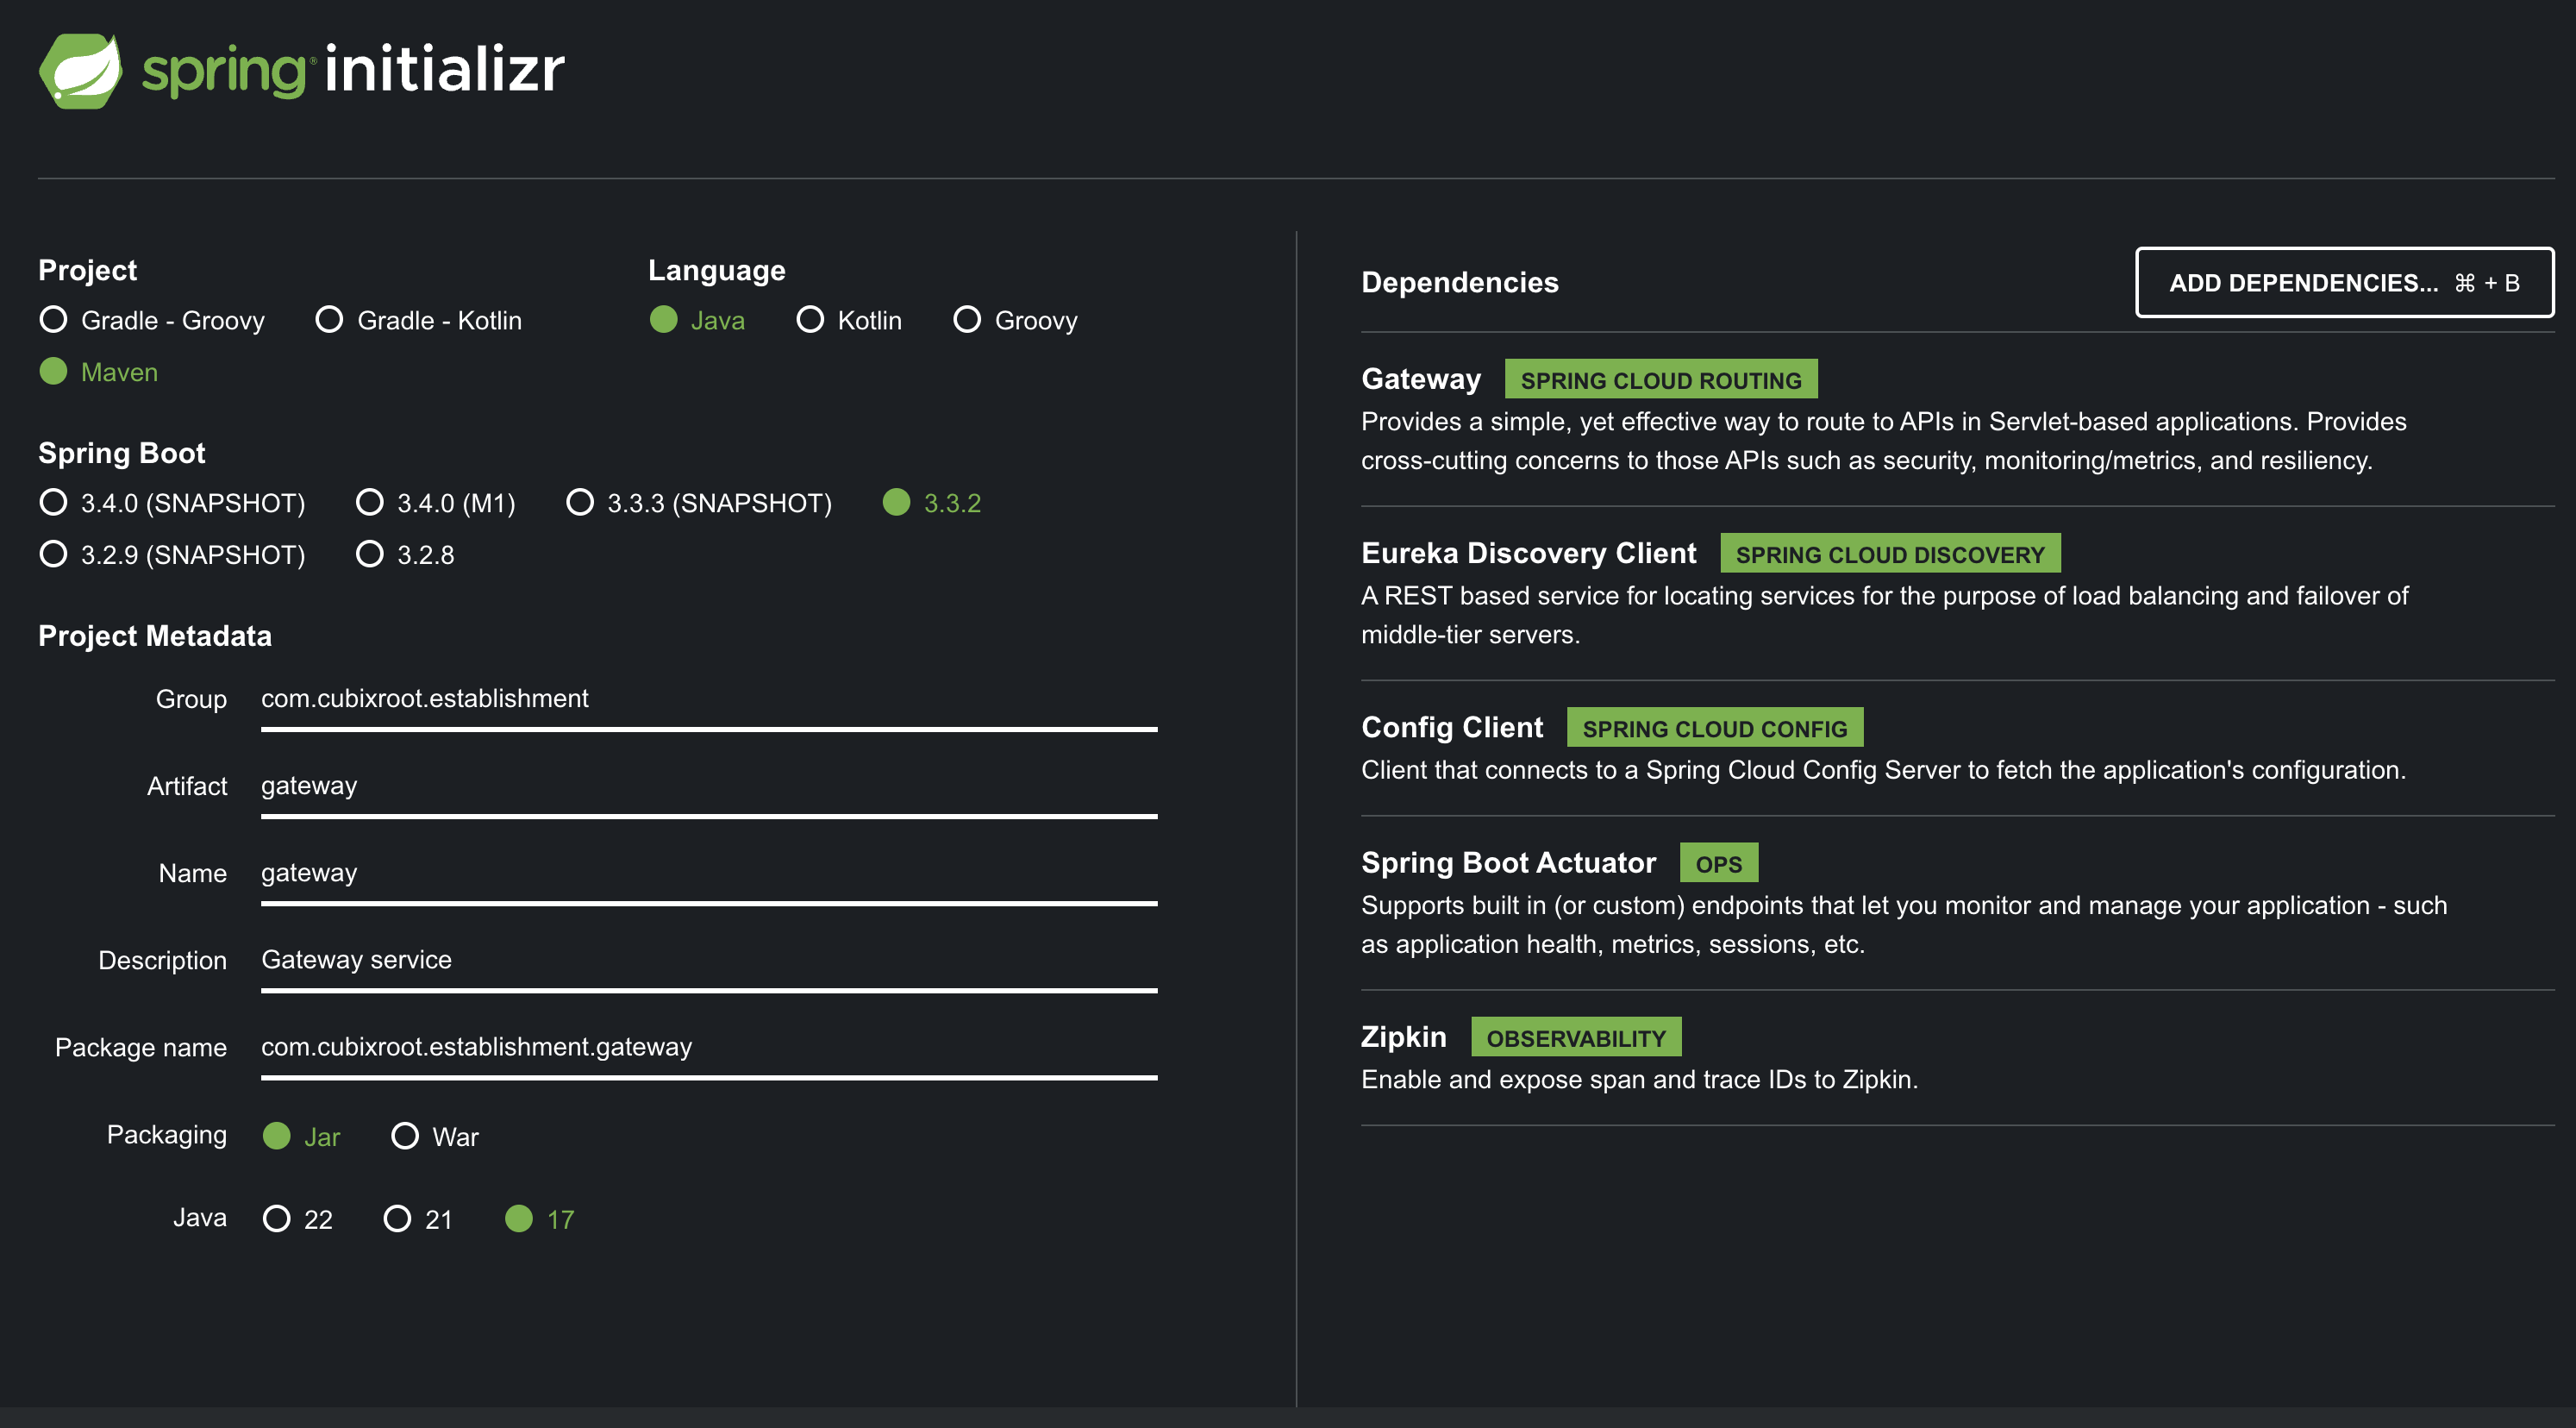 spring® initializr
Project
Gradle - Groovy Gradle - Kotlin
Maven
Language
Java Kotlin Groovy
Spring Boot
3.4.0 (SNAPSHOT) 3.4.0 (M1) 3.3.3 (SNAPSHOT) 3.3.2
3.2.9 (SNAPSHOT) 3.2.8
Project Metadata
Group com.cubixroot.establishment
Artifact gateway
Name gateway
Description Gateway service
Package name com.cubixroot.establishment.gateway
Packaging Jar War
Java 22 21 17
Dependencies ADD DEPENDENCIES... ⌘ + B
Gateway SPRING CLOUD ROUTING
Provides a simple, yet effective way to route to APIs in Servlet-based applications. Provides
cross-cutting concerns to those APIs such as security, monitoring/metrics, and resiliency.
Eureka Discovery Client SPRING CLOUD DISCOVERY
A REST based service for locating services for the purpose of load balancing and failover of
middle-tier servers.
Config Client SPRING CLOUD CONFIG
Client that connects to a Spring Cloud Config Server to fetch the application's configuration.
Spring Boot Actuator OPS
Supports built in (or custom) endpoints that let you monitor and manage your application - such
as application health, metrics, sessions, etc.
Zipkin OBSERVABILITY
Enable and expose span and trace IDs to Zipkin.